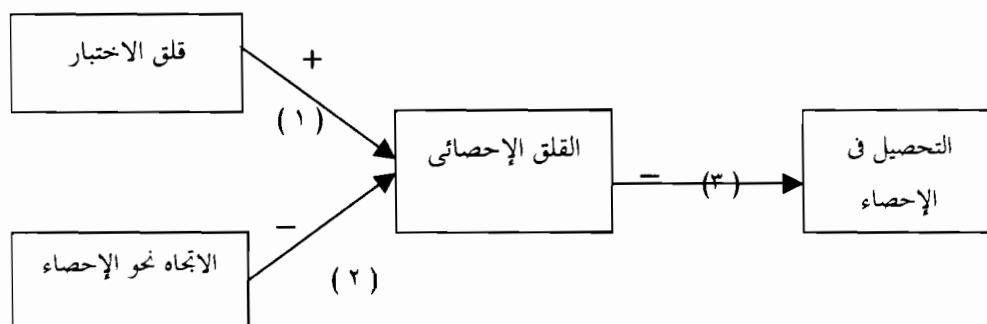 قلق الاختبار
+
( ١ )
القلق الإحصائى
التحصيل فى
الإحصاء
− (٣)
−
الاتجاه نحو الإحصاء
( ٢ )